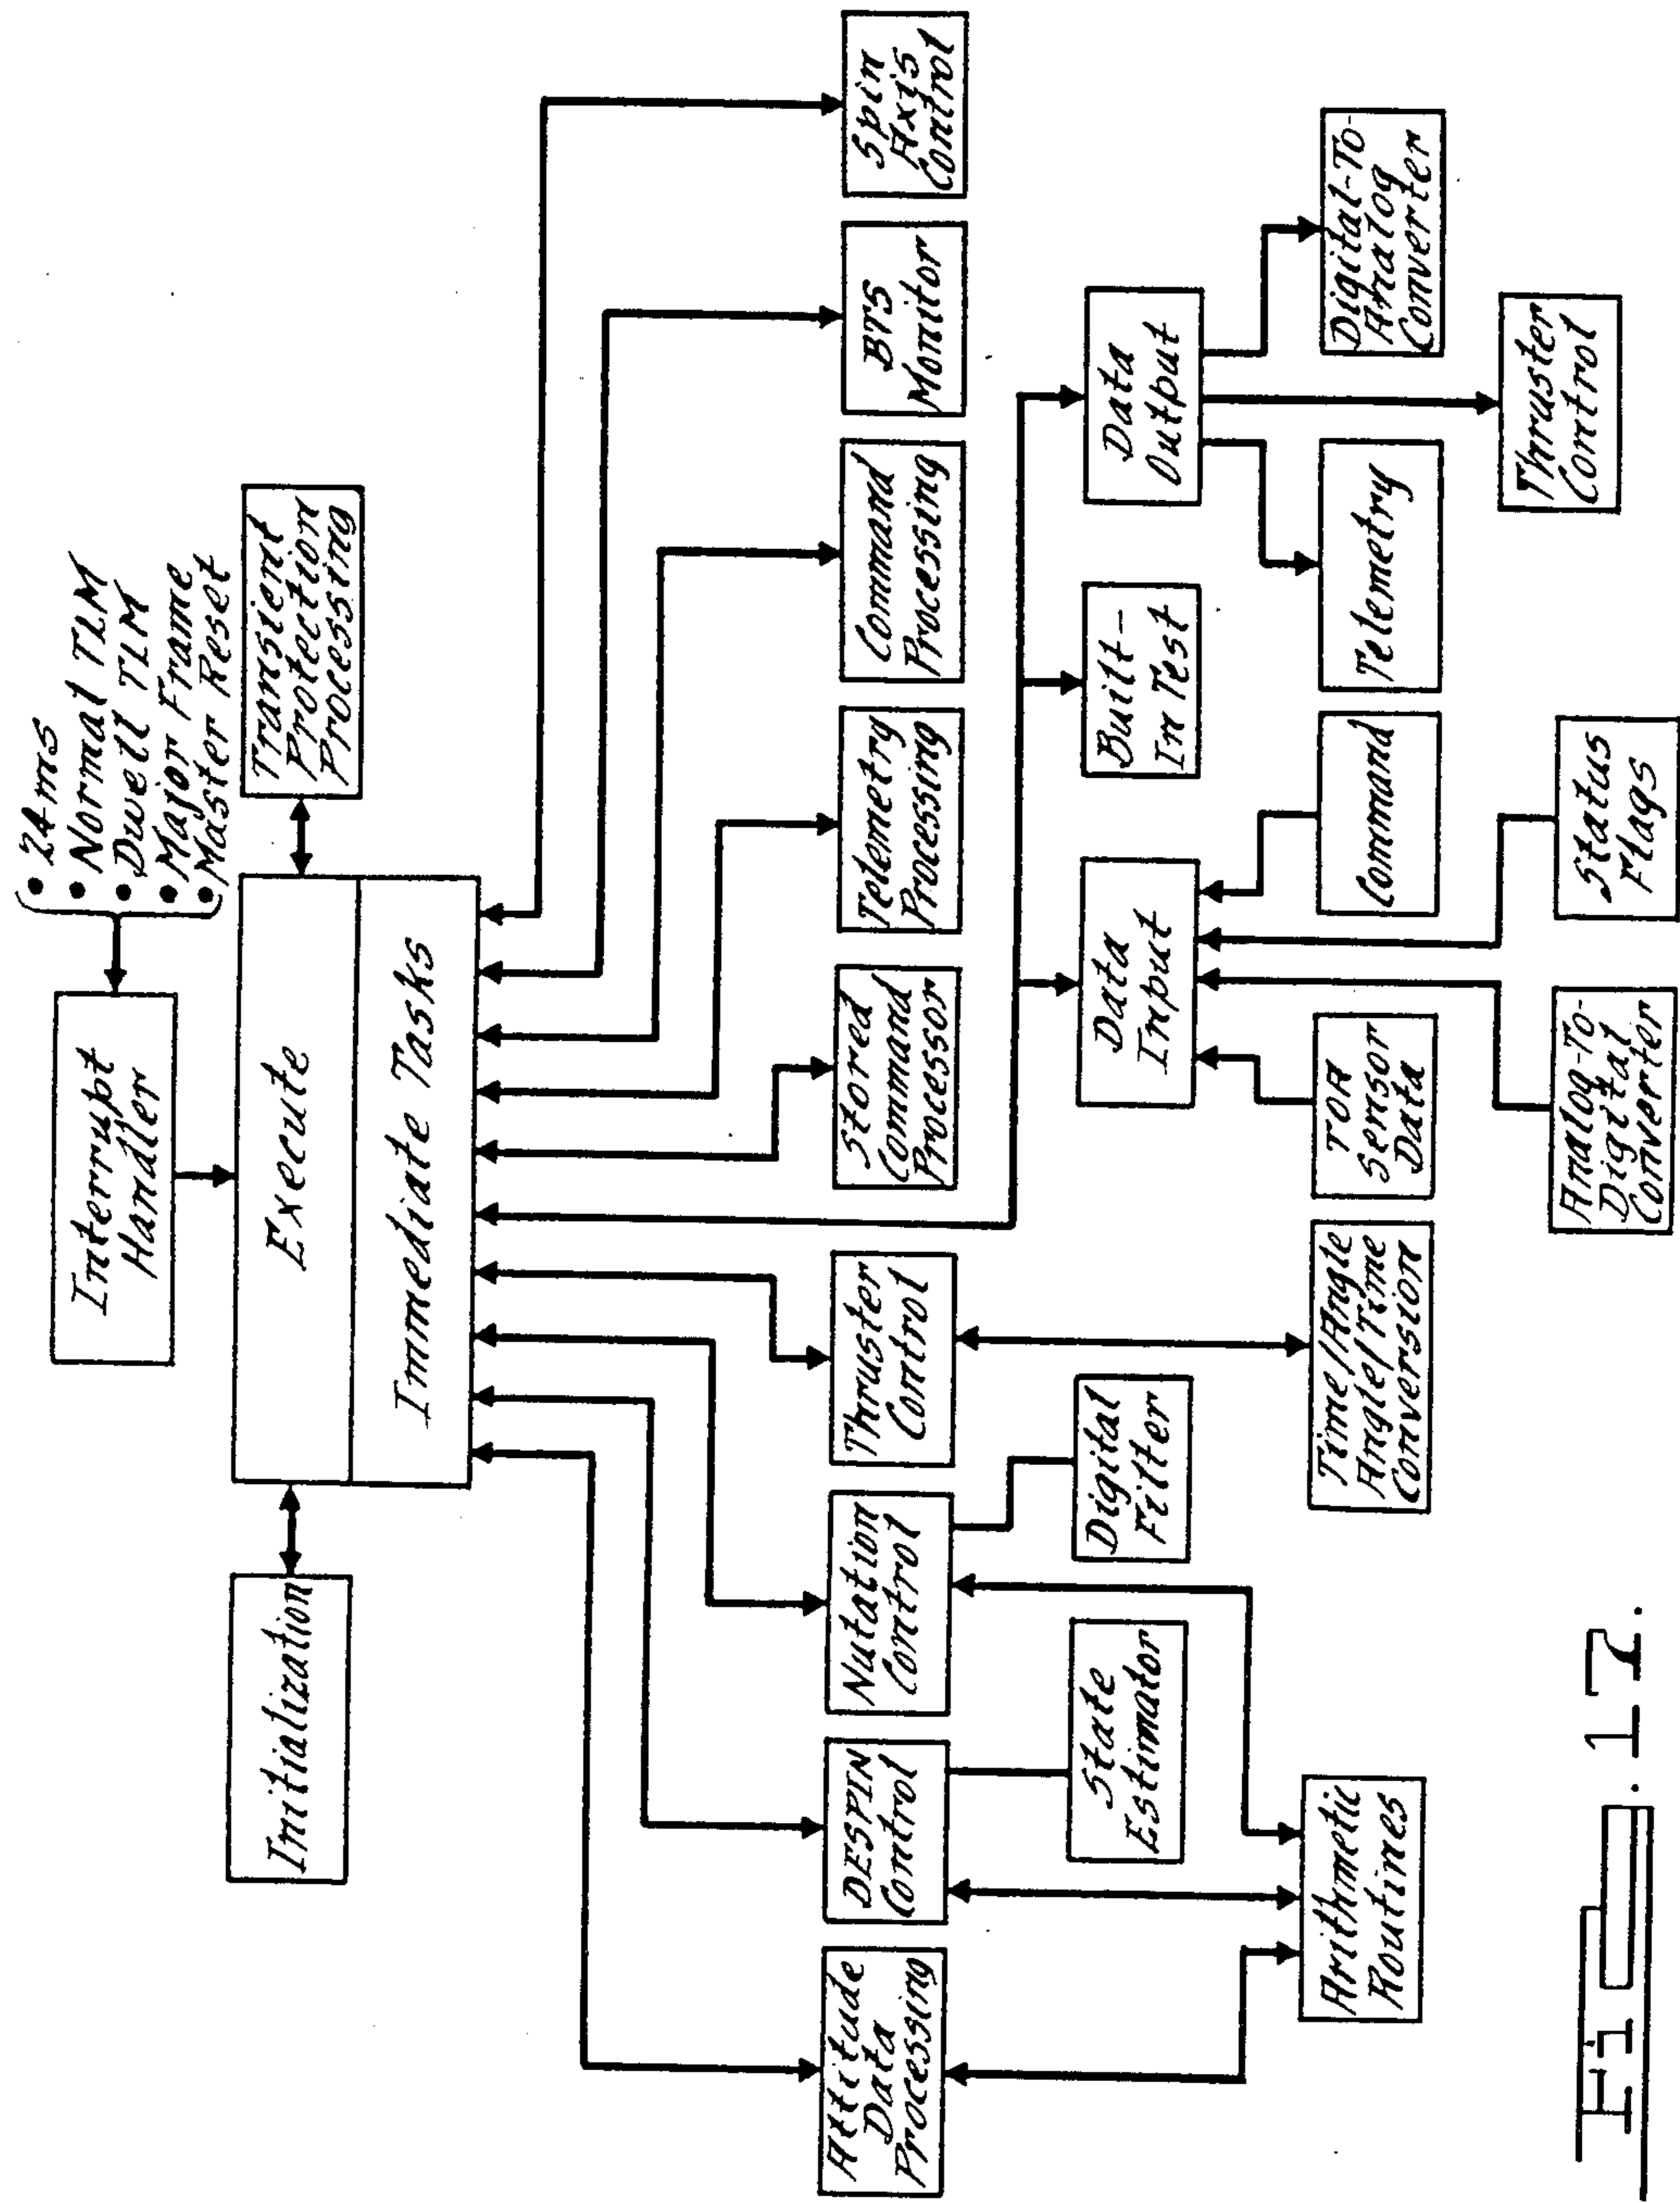 • 24ms
• Normal TLM
• Dwell TLM
• Major Frame
• Master Reset
Interrupt
Handler
Initialization
Execute
Immediate Tasks
Transient
Protection
Processing
Attitude
Data
Processing
DESPIN
Control
Nutation
Control
Thruster
Control
Stored
Command
Processor
Telemetry
Processing
Command
Processing
BTS
Monitor
Spin
Axis
Control
State
Estimator
Digital
Filter
Data
Input
Built-
In Test
Data
Output
Arithmetic
Routines
Time/Angle
Angle/Time
Conversion
TOA
Sensor
Data
Command
Telemetry
Digital-To-
Analog
Converter
Analog-To-
Digital
Converter
Status
Flags
Thruster
Control
Fig. 17.